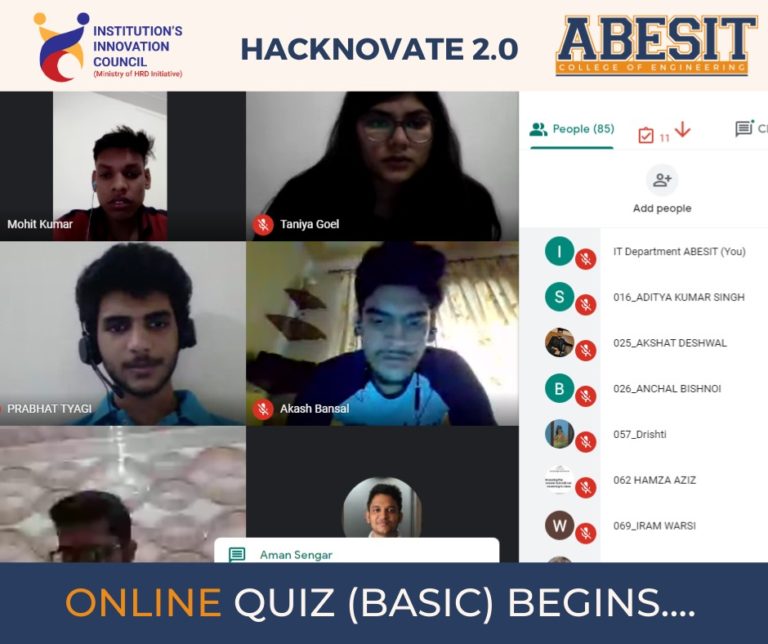 INSTITUTION'S
INNOVATION
COUNCIL
(Ministry of HRD Initiative)
HACKNOVATE 2.0
ABESIT
COLLEGE OF ENGINEERING
Mohit Kumar
Taniya Goel
PRABHAT TYAGI
Akash Bansal
Aman Sengar
People (85)
11
Add people
I
IT Department ABESIT (You)
S
016_ADITYA KUMAR SINGH
025_AKSHAT DESHWAL
B
026_ANCHAL BISHNOI
057_Drishti
062 HAMZA AZIZ
W
069_IRAM WARSI
ONLINE QUIZ (BASIC) BEGINS....